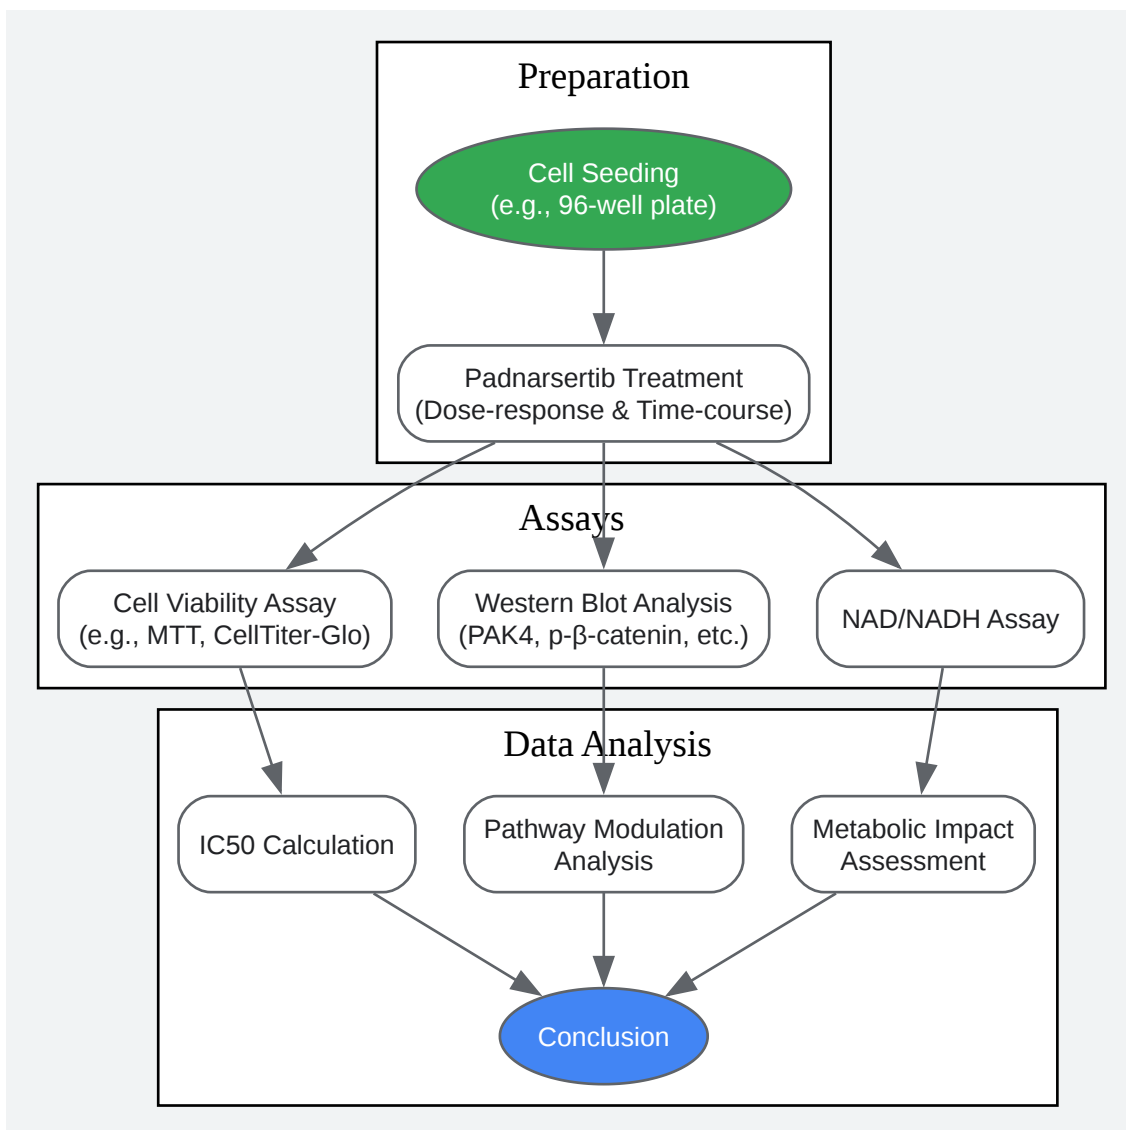 Preparation
Cell Seeding
(e.g., 96-well plate)
Padnarsertib Treatment
(Dose-response & Time-course)
Assays
Cell Viability Assay
(e.g., MTT, CellTiter-Glo)
Western Blot Analysis
(PAK4, p-β-catenin, etc.)
NAD/NADH Assay
Data Analysis
IC50 Calculation
Pathway Modulation
Analysis
Metabolic Impact
Assessment
Conclusion